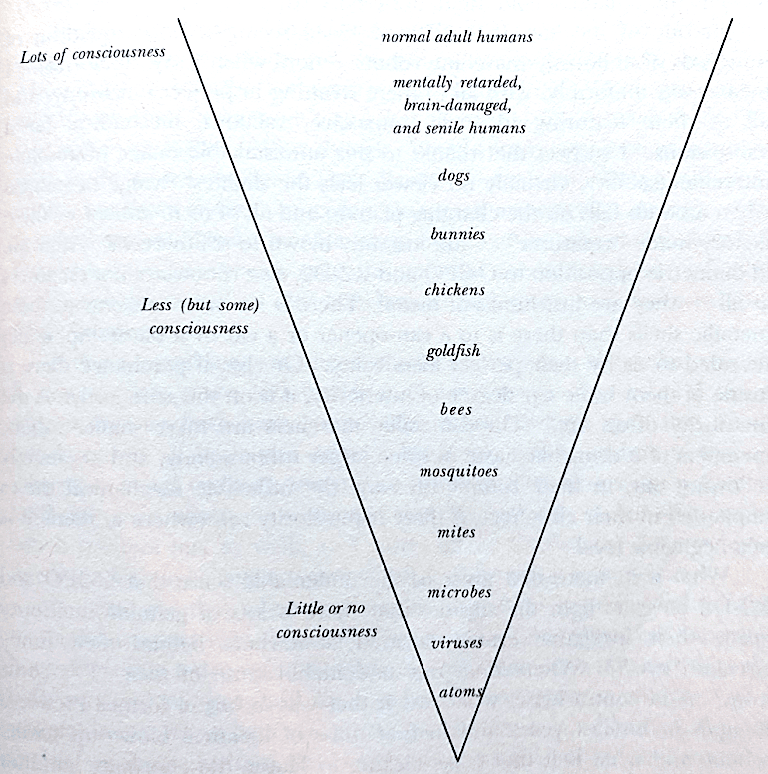 Lots of consciousness
normal adult humans
mentally retarded,
brain-damaged,
and senile humans
dogs
bunnies
chickens
Less (but some)
consciousness
goldfish
bees
mosquitoes
mites
microbes
Little or no
consciousness
viruses
atoms